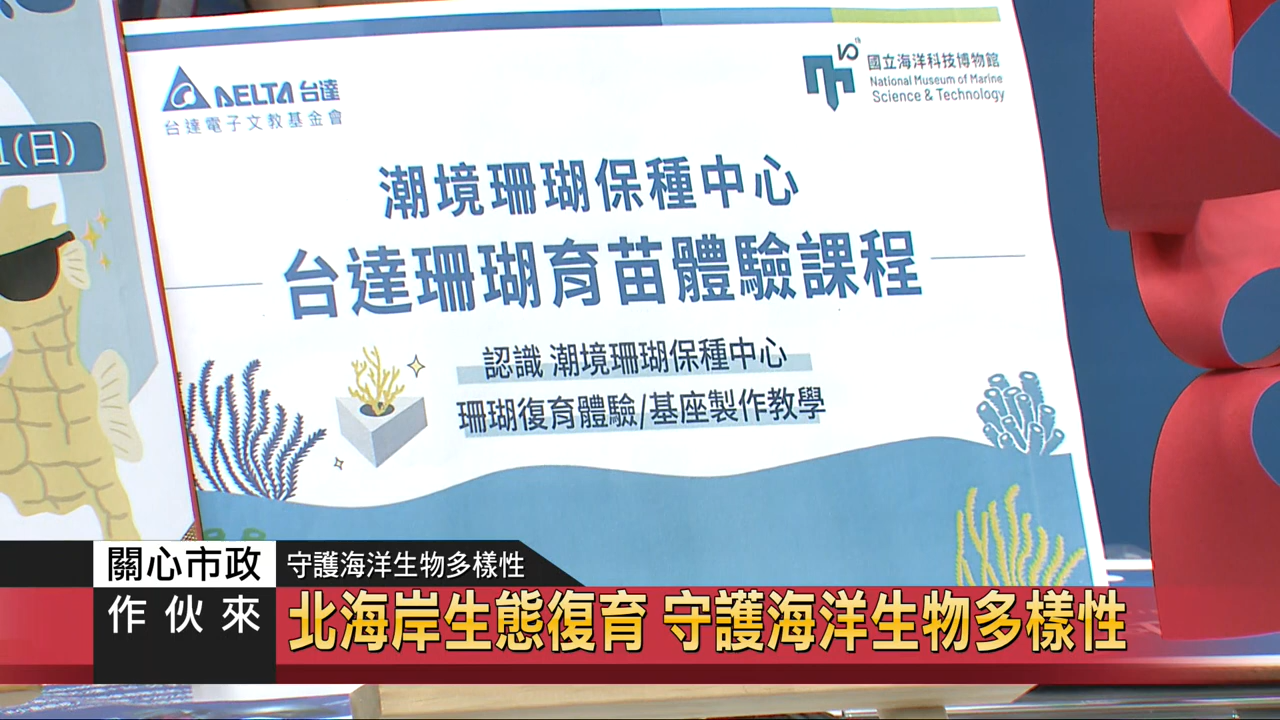 1(日)
DELTA 台達
台達電子文教基金會
國立海洋科技博物館
National Museum of Marine
Science & Technology
潮境珊瑚保種中心
台達珊瑚育苗體驗課程
認識 潮境珊瑚保種中心
珊瑚復育體驗/基座製作教學
關心市政
作伙來
守護海洋生物多樣性
北海岸生態復育 守護海洋生物多樣性